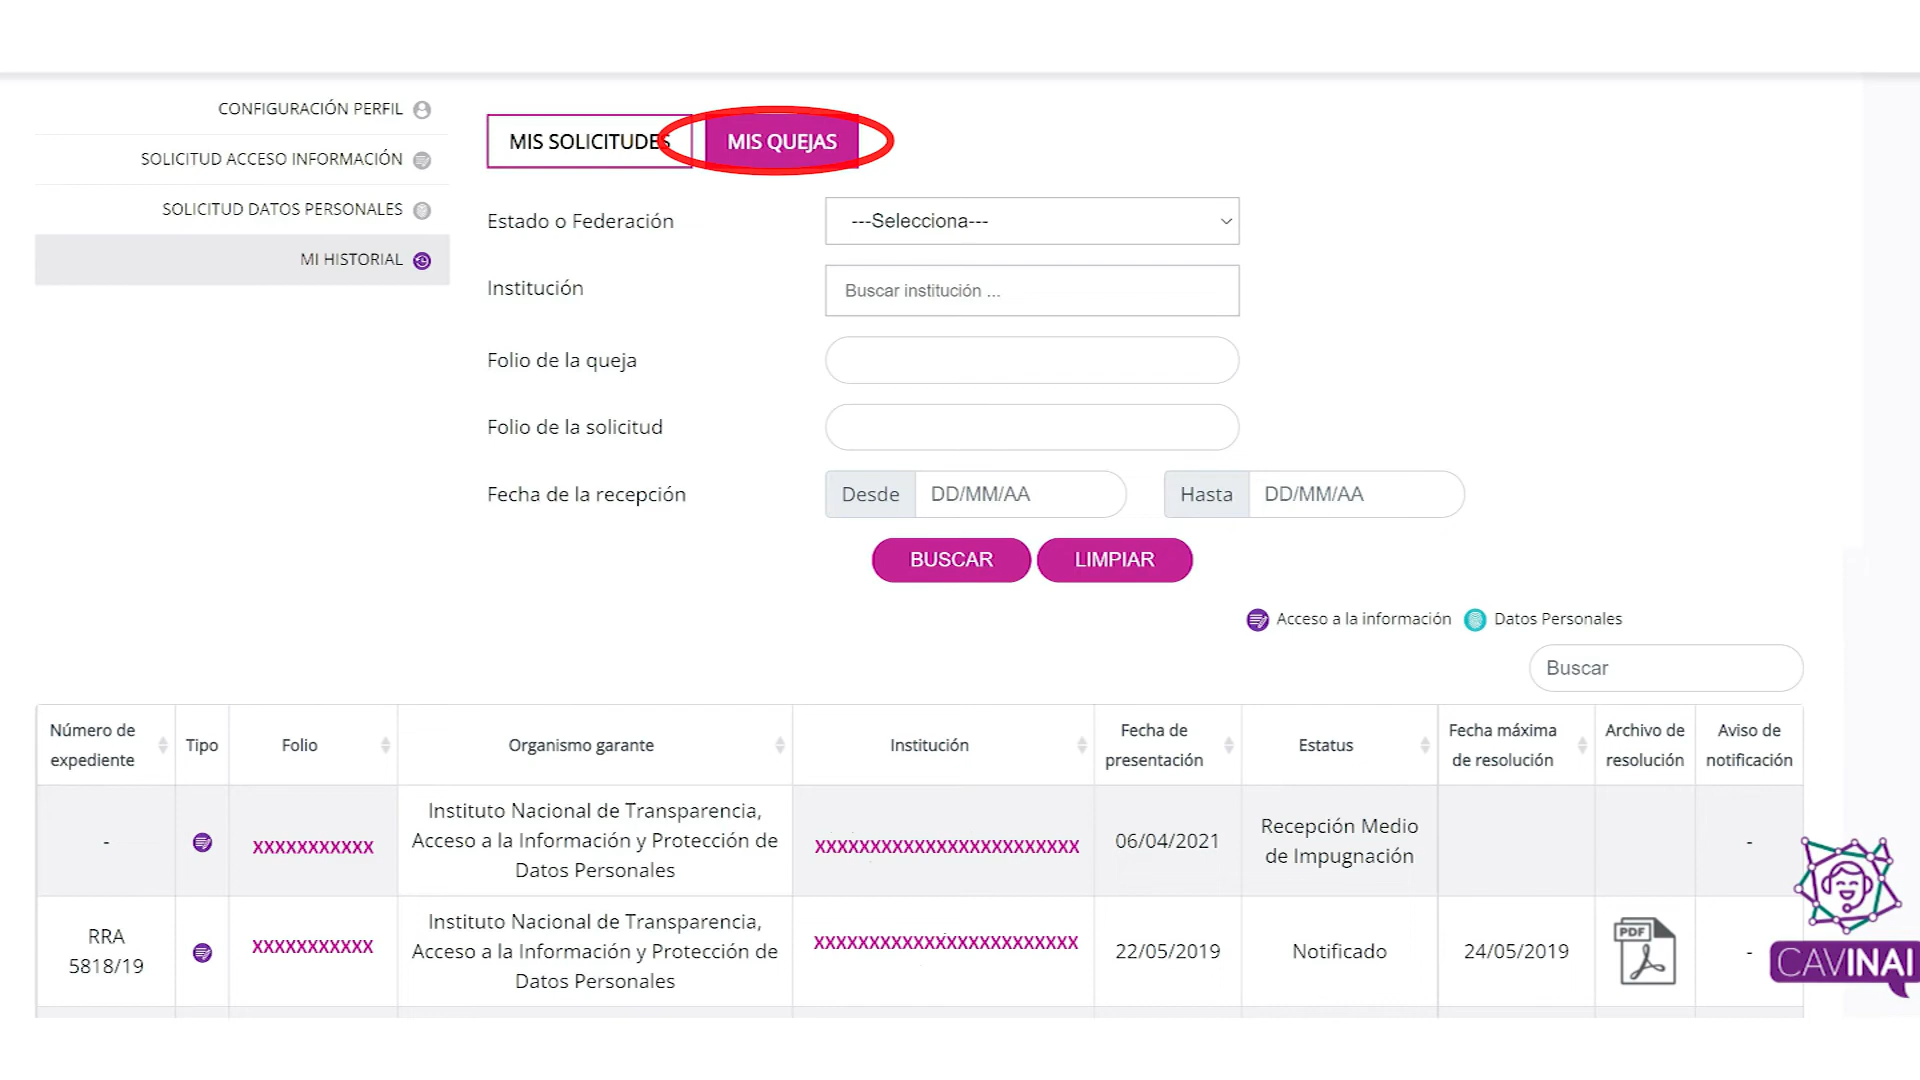 CONFIGURACIÓN PERFIL
SOLICITUD ACCESO INFORMACIÓN
SOLICITUD DATOS PERSONALES
MI HISTORIAL
MIS SOLICITUDES
MIS QUEJAS
Estado o Federación
---Selecciona---
Institución
Buscar institución ...
Folio de la queja
Folio de la solicitud
Fecha de la recepción
Desde
DD/MM/AA
Hasta
DD/MM/AA
BUSCAR
LIMPIAR
Acceso a la información
Datos Personales
Buscar
Número de
expediente
Tipo
Folio
Organismo garante
Institución
Fecha de
presentación
Estatus
Fecha máxima
de resolución
Archivo de
resolución
Aviso de
notificación
-
XXXXXXXXXXX
Instituto Nacional de Transparencia,
Acceso a la Información y Protección de
Datos Personales
XXXXXXXXXXXXXXXXXXXXXXXX
06/04/2021
Recepción Medio
de Impugnación
-
RRA
5818/19
XXXXXXXXXXX
Instituto Nacional de Transparencia,
Acceso a la Información y Protección de
Datos Personales
XXXXXXXXXXXXXXXXXXXXXXXX
22/05/2019
Notificado
24/05/2019
PDF
-
CAVINAI